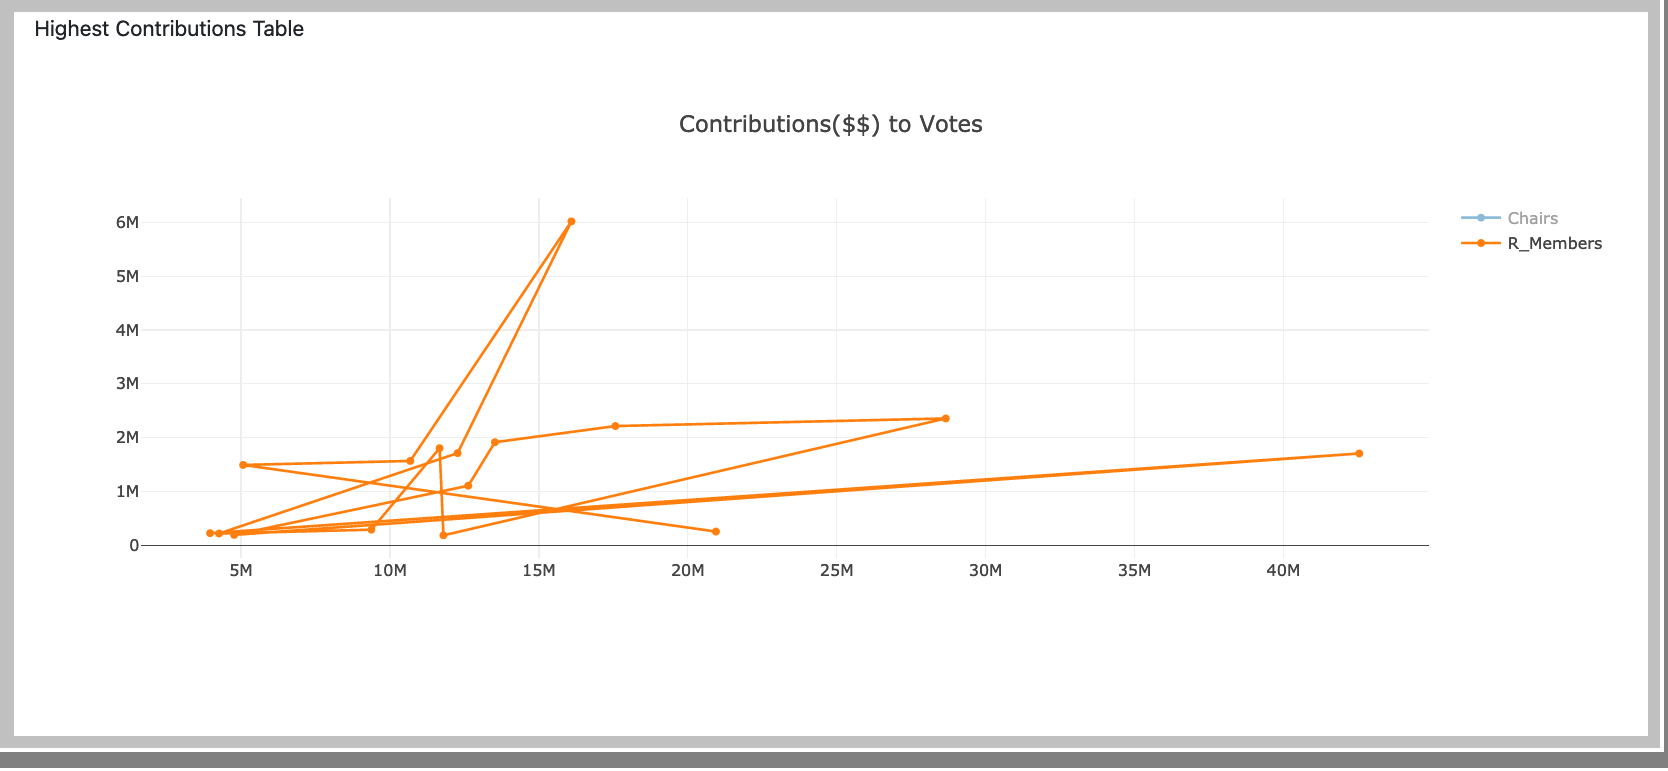 Highest Contributions Table
Contributions($$) to Votes
6M
5M
4M
3M
2M
1M
0
5M
10M
15M
20M
25M
30M
35M
40M
Chairs
R_Members